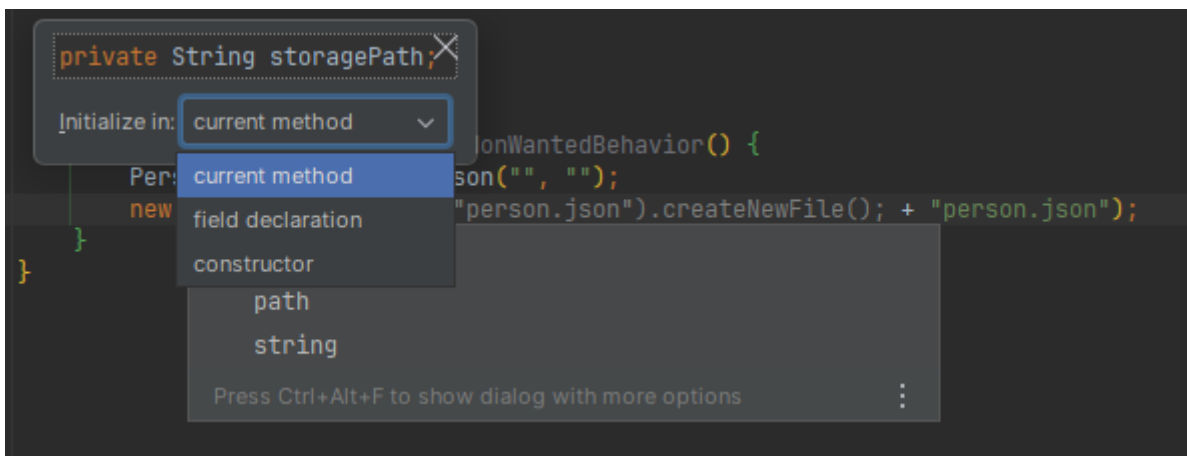 private String storagePath;
Initialize in: current method
onWantedBehavior() {
current method
son("", "");
new "person.json").createNewFile(); + "person.json");
field declaration
}
constructor
}
path
string
Press Ctrl+Alt+F to show dialog with more options